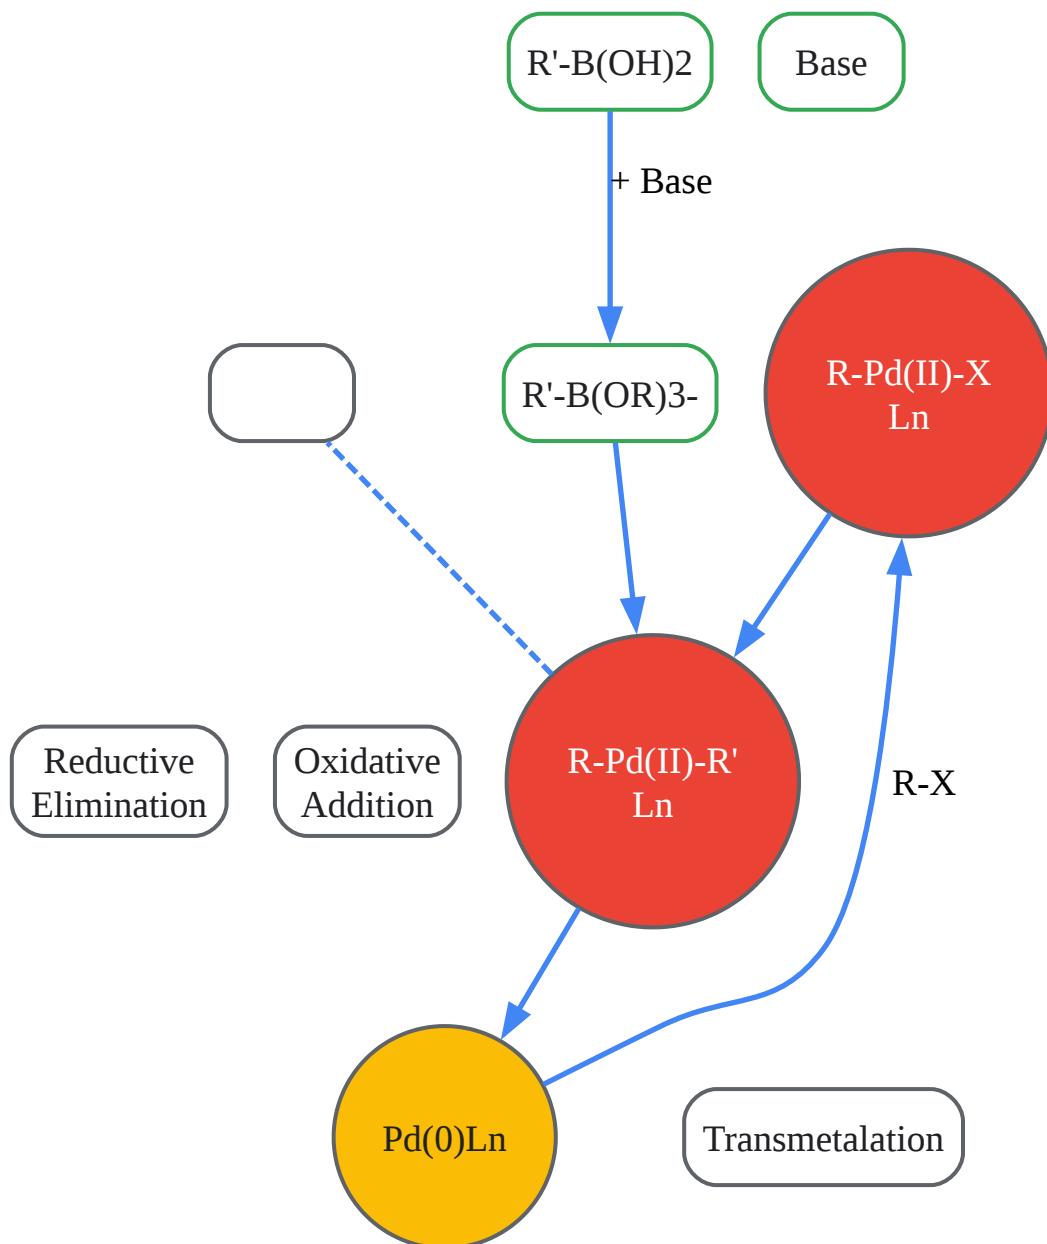 R'-B(OH)2
Base
+ Base
R'-B(OR)3-
R-Pd(II)-X
Ln
Reductive
Elimination
Oxidative
Addition
R-Pd(II)-R'
Ln
R-X
Pd(0)Ln
Transmetalation